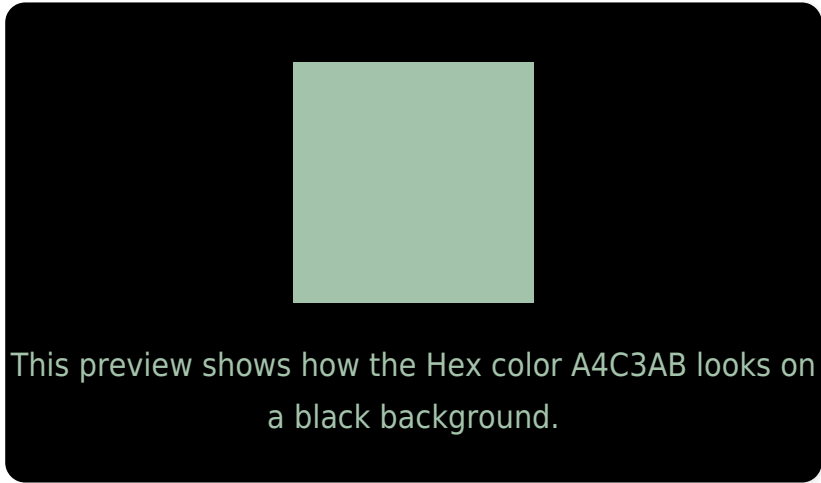 This preview shows how the Hex color A4C3AB looks on
a black background.